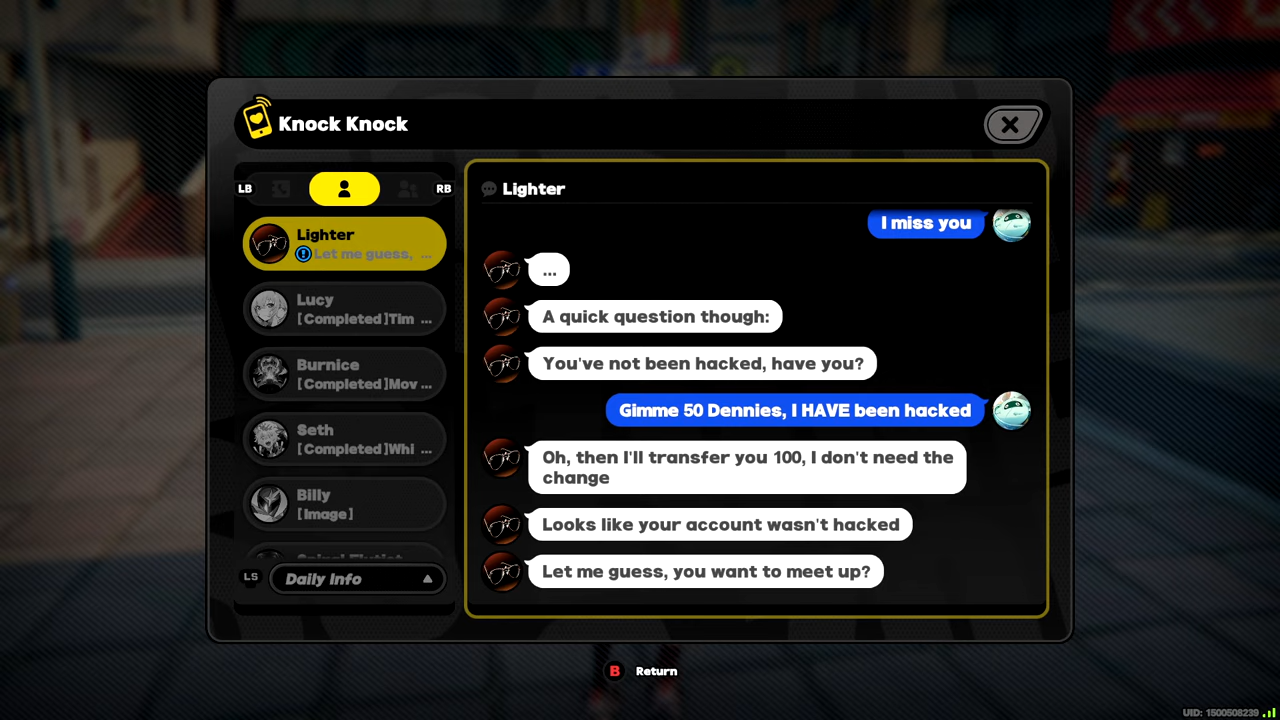 Knock Knock
LB
RB
Lighter
Let me guess, ...
Lucy
[Completed]Tim ...
Burnice
[Completed]Mov ...
Seth
[Completed]Whi ...
Billy
[Image]
LS
Daily Info
Lighter
I miss you
...
A quick question though:
You've not been hacked, have you?
Gimme 50 Dennies, I HAVE been hacked
Oh, then I'll transfer you 100, I don't need the
change
Looks like your account wasn't hacked
Let me guess, you want to meet up?
B Return
UID: 1500508239